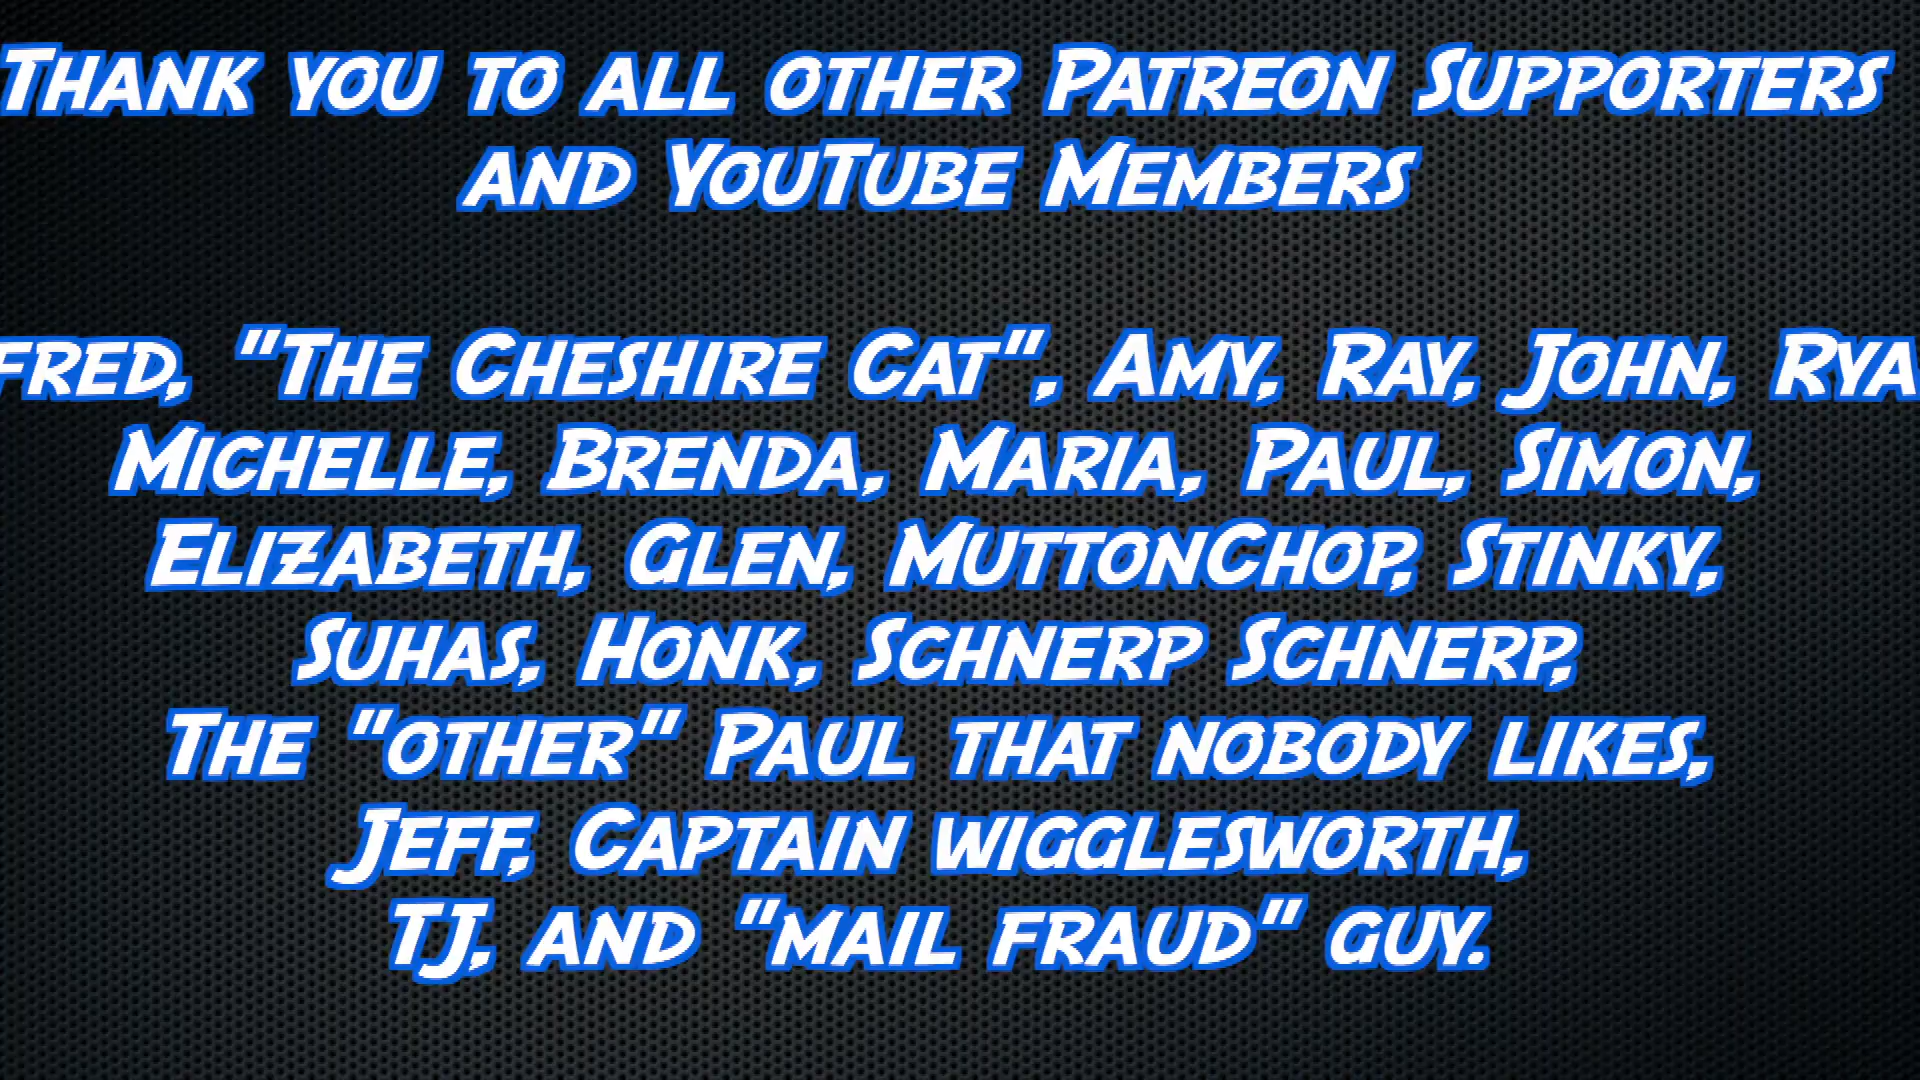 Thank you to all other Patreon Supporters
and YouTube Members
"The Cheshire Cat", Amy, Ray, John,
Michelle, Brenda, Maria, Paul, Simon,
Elizabeth, Glen, MuttonChop, Stinky,
Suhas, Honk, Schnerp Schnerp,
The "other" Paul that nobody likes,
Jeff, Captain wigglesworth,
TJ, and "mail fraud" guy.